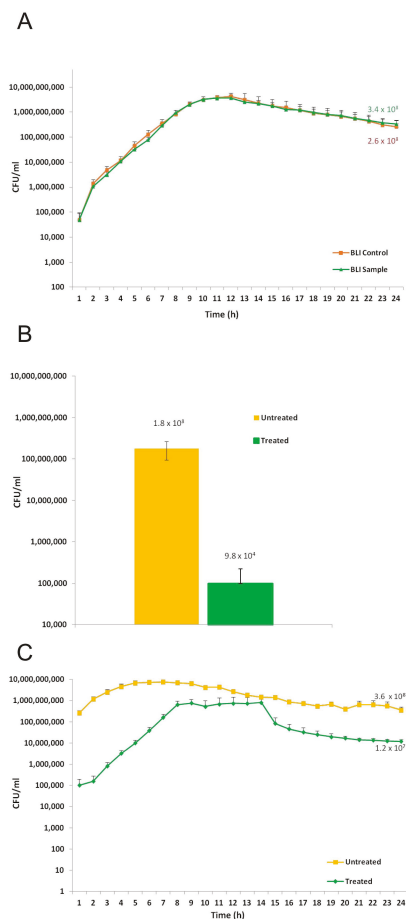 A
10,000,000,000
1,000,000,000
100,000,000
10,000,000
1,000,000
100,000
10,000
1,000
100
CFU/ml
3.4 x 10⁸
2.6 x 10⁸
BLI Control
BLI Sample
1 2 3 4 5 6 7 8 9 10 11 12 13 14 15 16 17 18 19 20 21 22 23 24
Time (h)
B
10,000,000,000
1,000,000,000
100,000,000
10,000,000
1,000,000
100,000
10,000
CFU/ml
1.8 x 10⁸
9.8 x 10⁴
Untreated
Treated
C
10,000,000,000
1,000,000,000
100,000,000
10,000,000
1,000,000
100,000
10,000
1,000
100
10
1
CFU/ml
3.6 x 10⁸
1.2 x 10⁷
Untreated
Treated
1 2 3 4 5 6 7 8 9 10 11 12 13 14 15 16 17 18 19 20 21 22 23 24
Time (h)